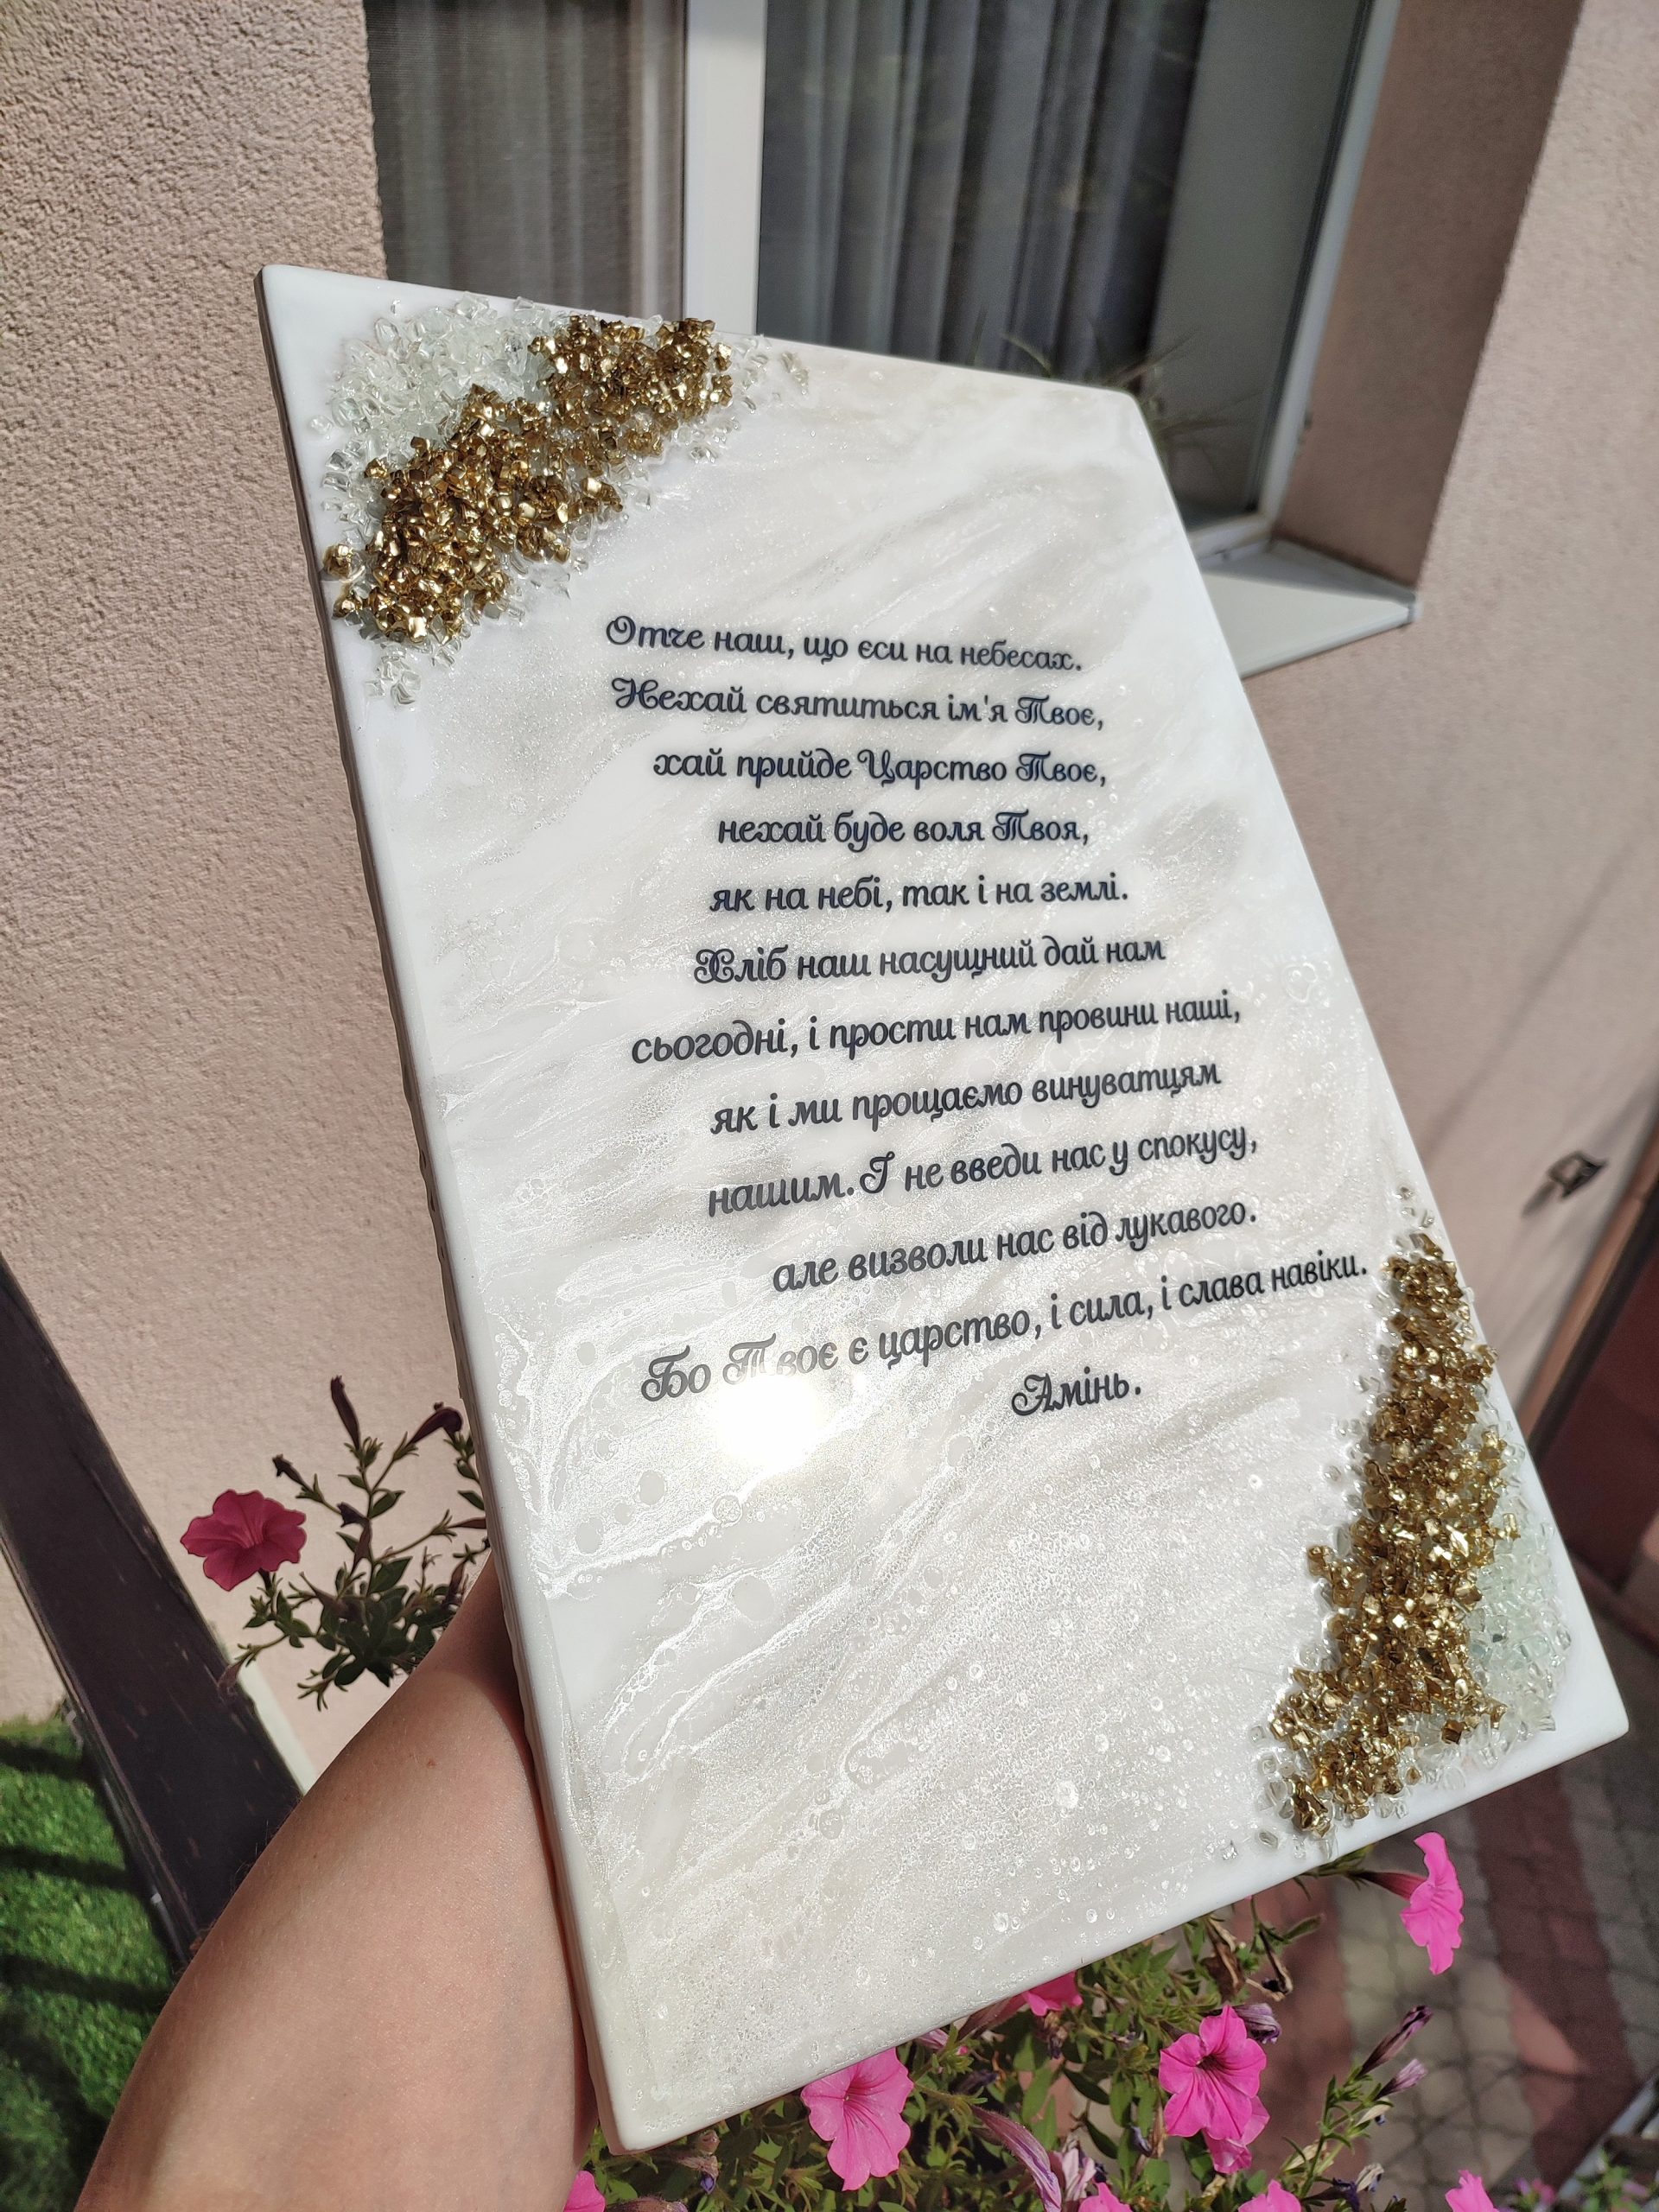 Отче наш, що єси на небесах.
Нехай святиться ім'я Твоє,
хай прийде Царство Твоє,
нехай буде воля Твоя,
як на небі, так і на землі.
Хліб наш насущний дай нам
сьогодні, і прости нам провини наші,
як і ми прощаємо винуватцям
нашим. І не введи нас у спокусу,
але визволи нас від лукавого.
Бо Твоє є царство, і сила, і слава навіки.
Амінь.